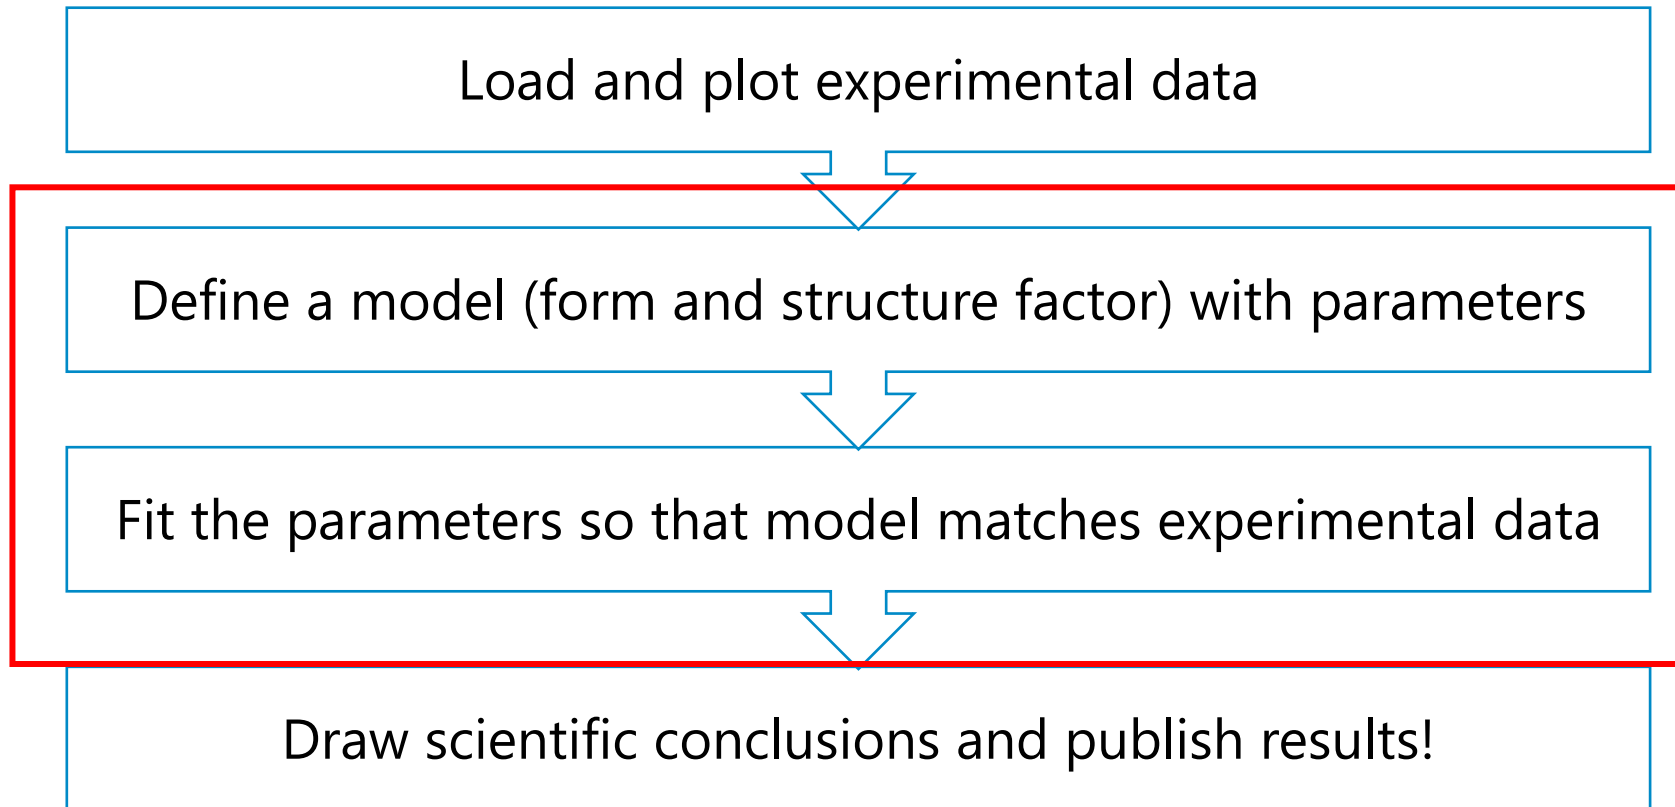 Load and plot experimental data
Define a model (form and structure factor) with parameters
Fit the parameters so that model matches experimental data
Draw scientific conclusions and publish results!